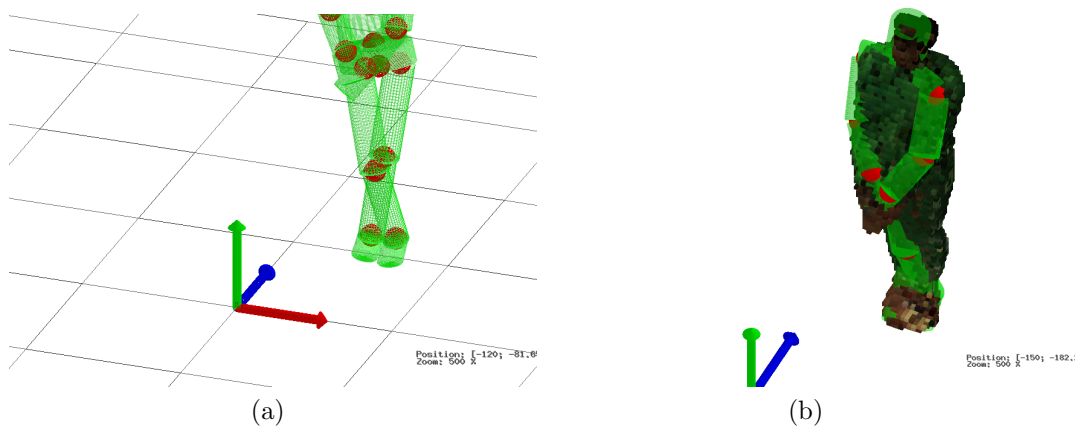 Position: [-120; -81.6
Zoom: 500 X
Position: [-150; -182.
Zoom: 500 X
(a)
(b)